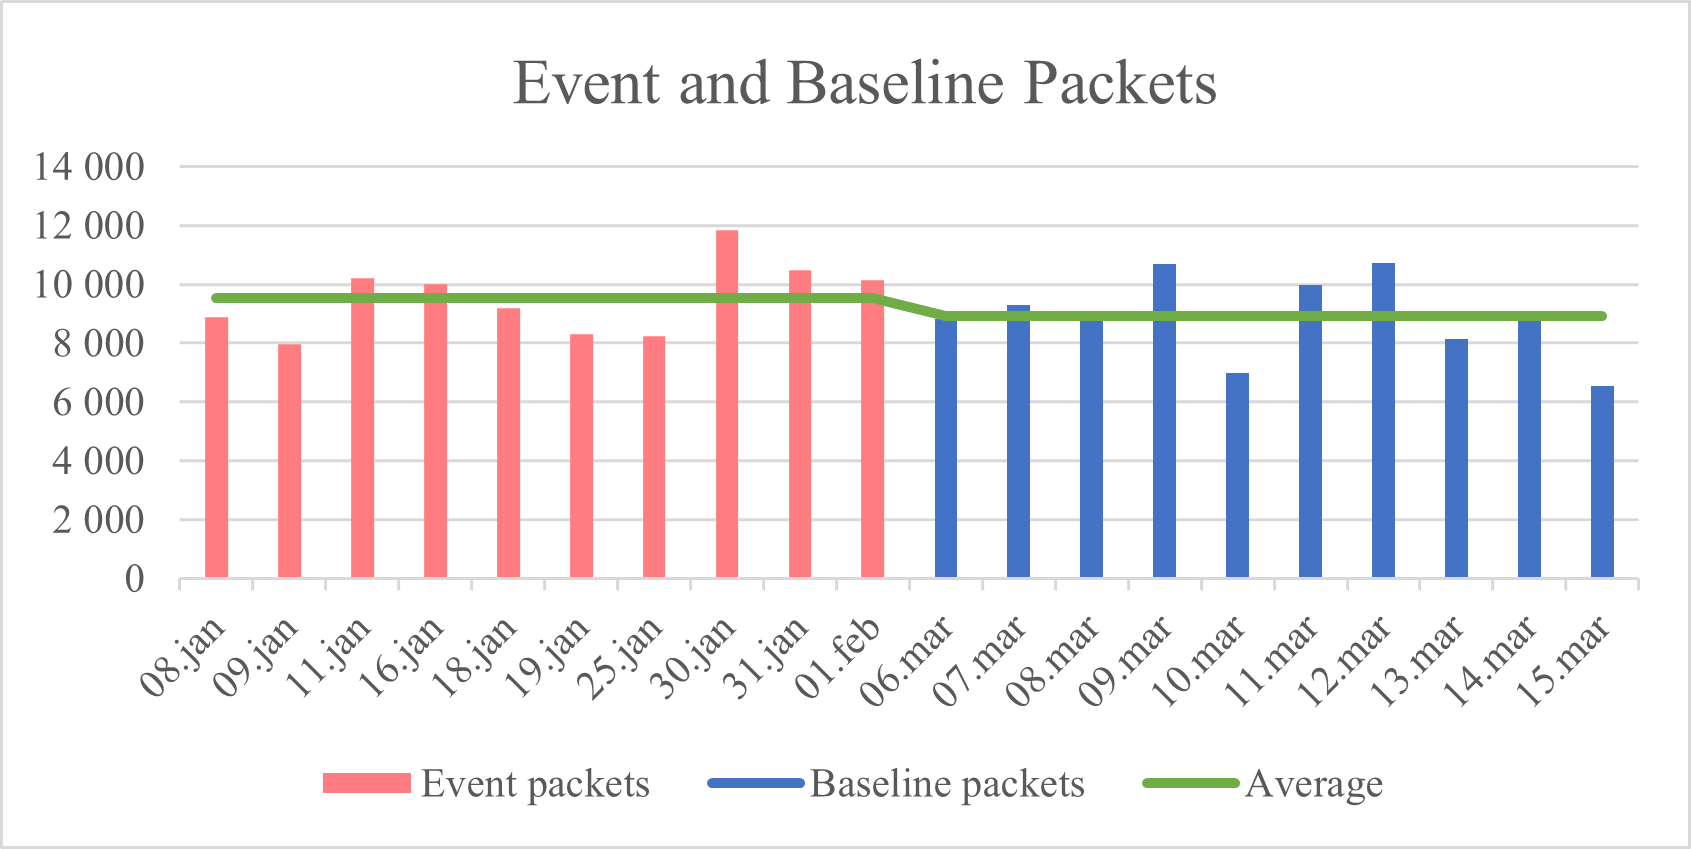 Event and Baseline Packets
14 000
12 000
10 000
8 000
6 000
4 000
2 000
0
08.jan
09.jan
11.jan
16.jan
18.jan
19.jan
25.jan
30.jan
31.jan
01.feb
06.mar
07.mar
08.mar
09.mar
10.mar
11.mar
12.mar
13.mar
14.mar
15.mar
Event packets
Baseline packets
Average